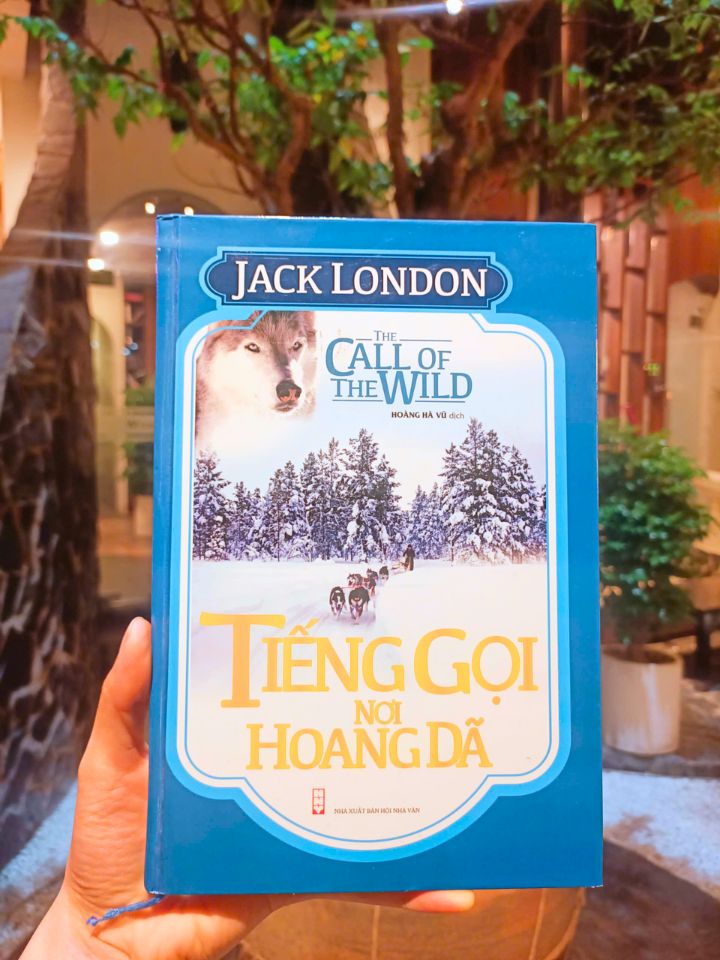 JACK LONDON
THE
CALL OF
THE WILD
HOÀNG HÀ VŨ dịch
TIẾNG GỌI
NƠI
HOANG DÃ
NHÀ XUẤT BẢN HỘI NHÀ VĂN